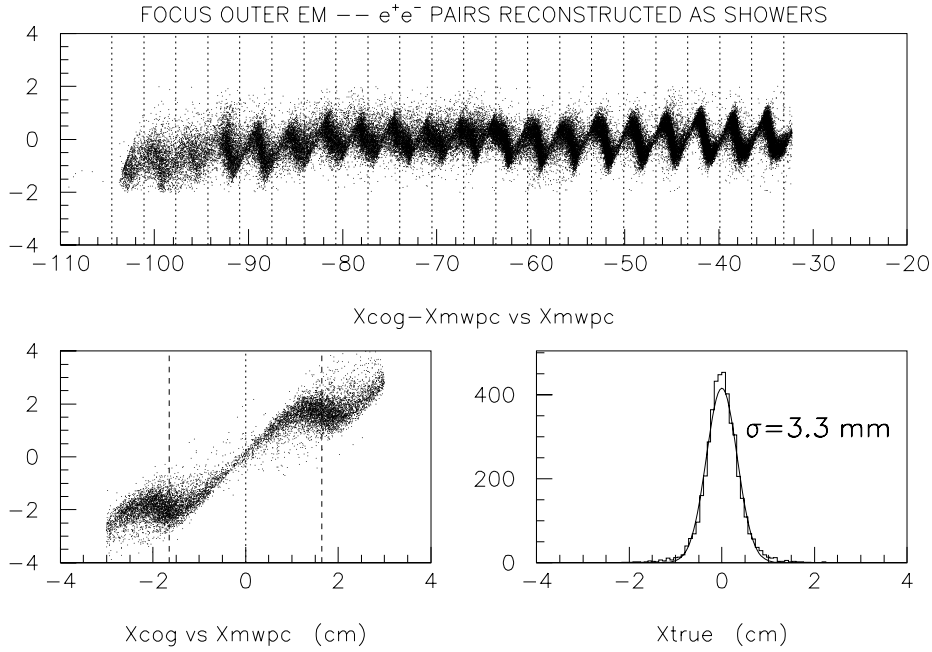 FOCUS OUTER EM −− e⁺e⁻ PAIRS RECONSTRUCTED AS SHOWERS
4
2
0
−2
−4
−110 −100 −90 −80 −70 −60 −50 −40 −30 −20
Xcog−Xmwpc vs Xmwpc
4
2
0
−2
−4
−4 −2 0 2 4
Xcog vs Xmwpc (cm)
400
200
0
σ=3.3 mm
−4 −2 0 2 4
Xtrue (cm)